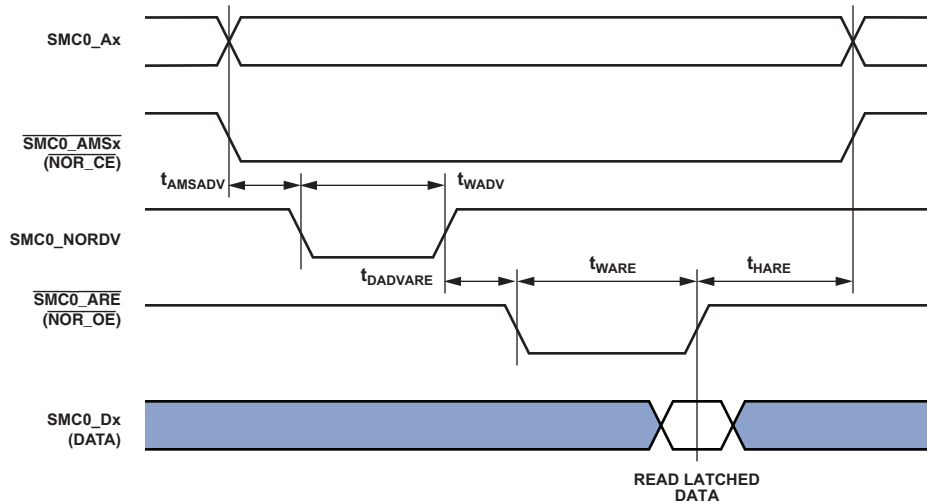 SMC0_Ax
SMC0_AMSx
(NOR_CE)
tAMSADV
tWADV
SMC0_NORDV
tDADVARE
tWARE
tHARE
SMC0_ARE
(NOR_OE)
SMC0_Dx
(DATA)
READ LATCHED
DATA